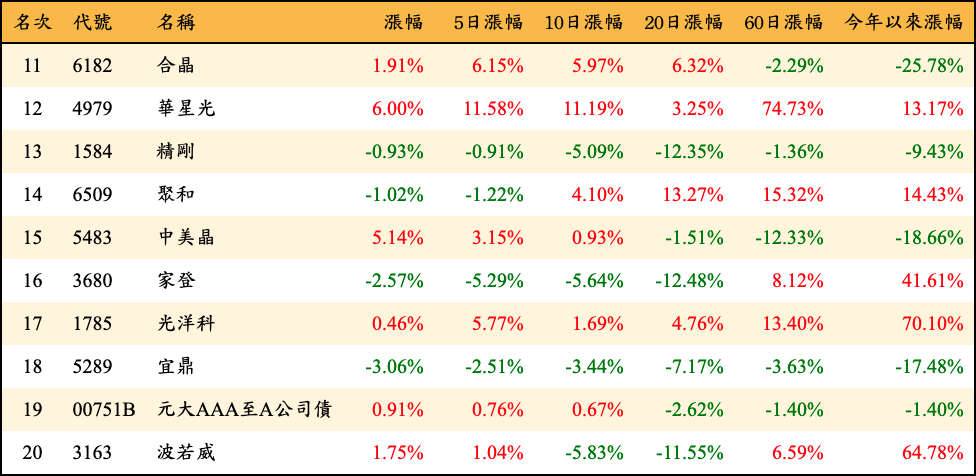 名次 代號 名稱 漲幅 5日漲幅 10日漲幅 20日漲幅 60日漲幅 今年以來漲幅
11 6182 合晶 1.91% 6.15% 5.97% 6.32% -2.29% -25.78%
12 4979 華星光 6.00% 11.58% 11.19% 3.25% 74.73% 13.17%
13 1584 精剛 -0.93% -0.91% -5.09% -12.35% -1.36% -9.43%
14 6509 聚和 -1.02% -1.22% 4.10% 13.27% 15.32% 14.43%
15 5483 中美晶 5.14% 3.15% 0.93% -1.51% -12.33% -18.66%
16 3680 家登 -2.57% -5.29% -5.64% -12.48% 8.12% 41.61%
17 1785 光洋科 0.46% 5.77% 1.69% 4.76% 13.40% 70.10%
18 5289 宜鼎 -3.06% -2.51% -3.44% -7.17% -3.63% -17.48%
19 00751B 元大AAA至A公司債 0.91% 0.76% 0.67% -2.62% -1.40% -1.40%
20 3163 波若威 1.75% 1.04% -5.83% -11.55% 6.59% 64.78%